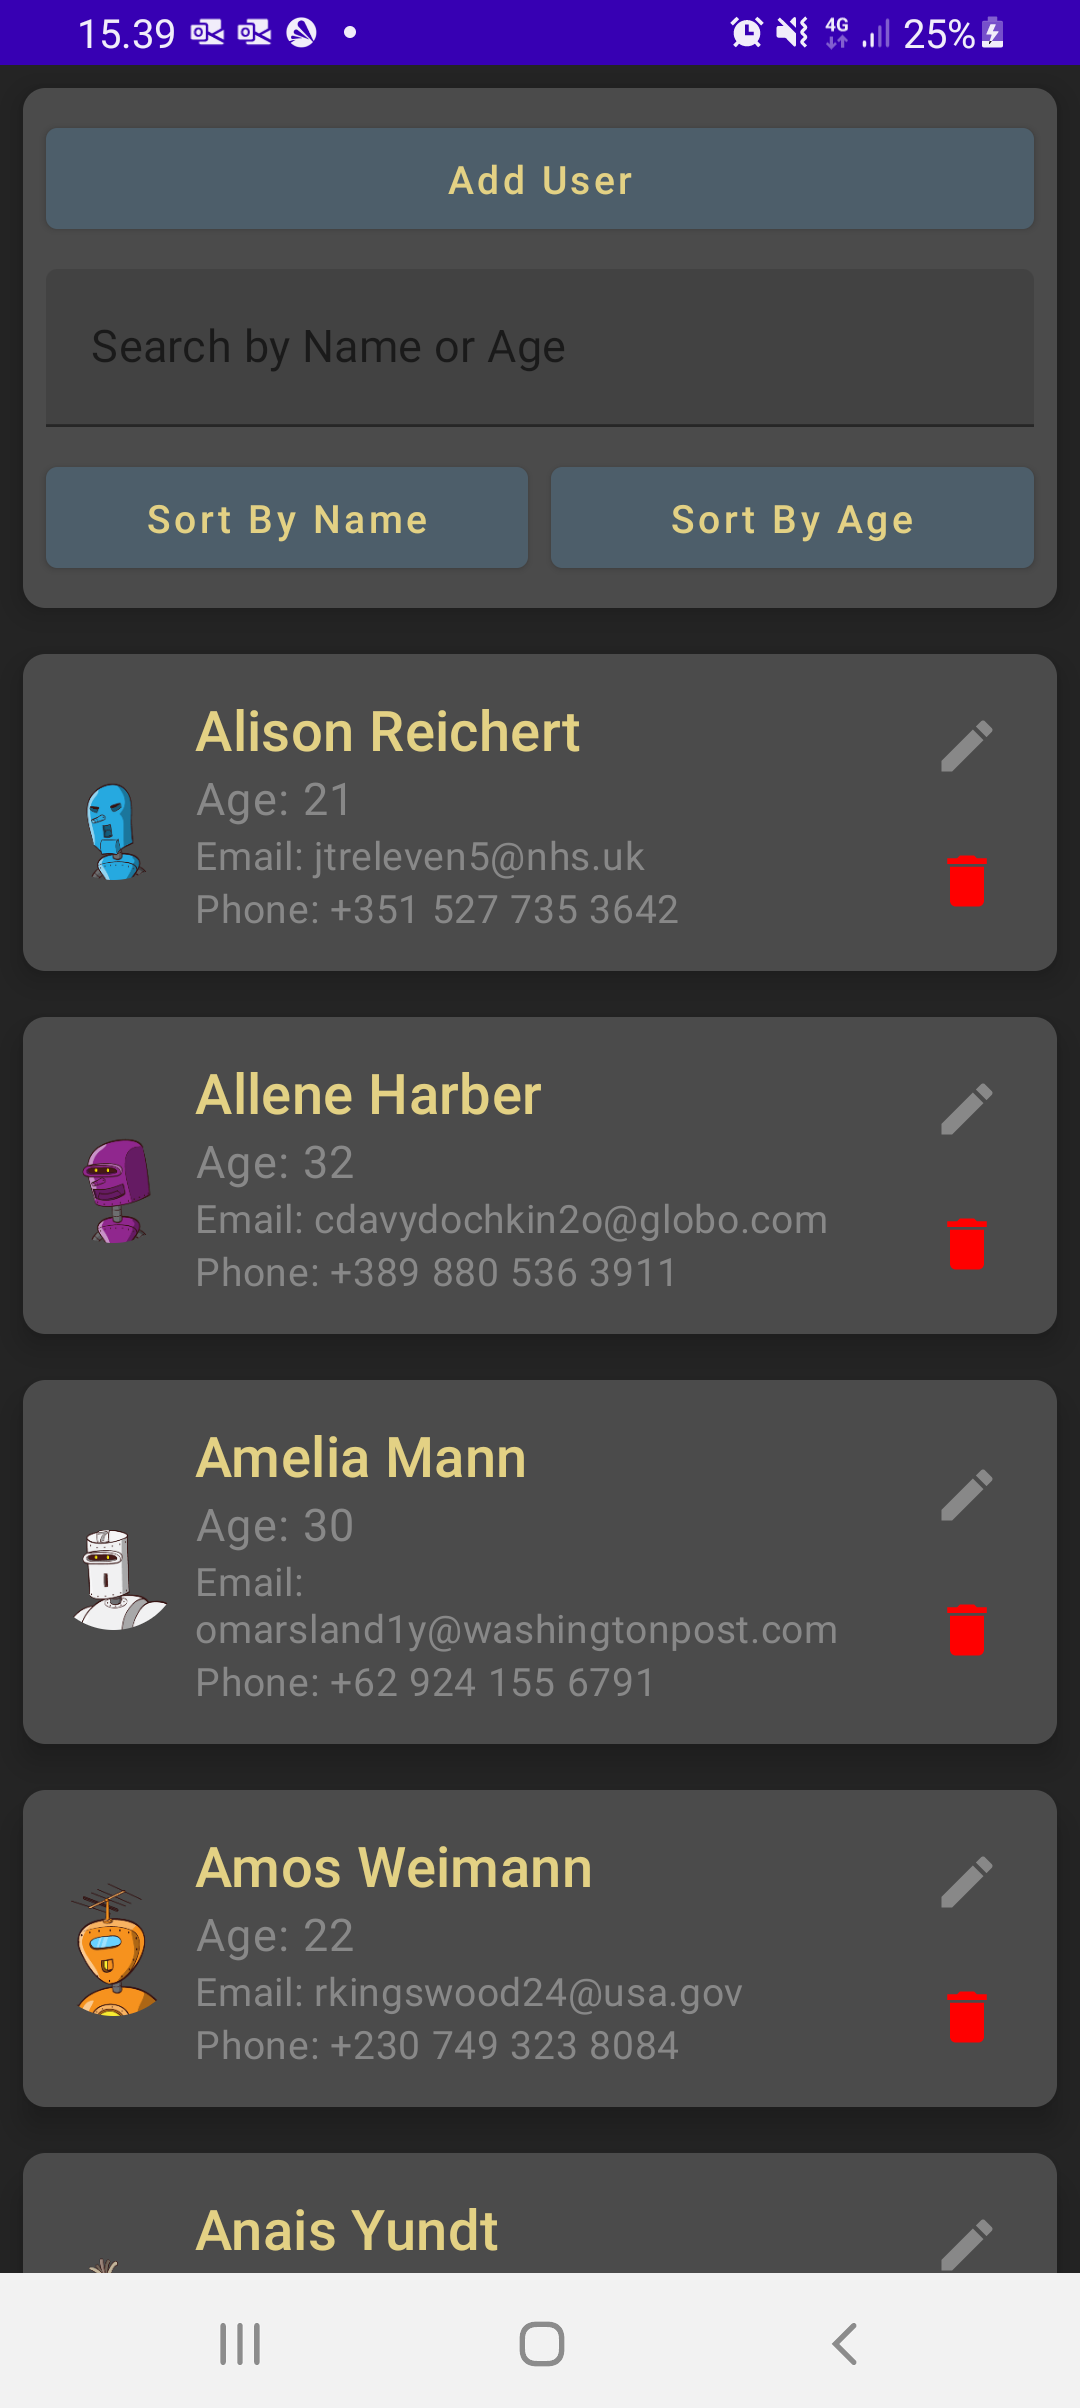 15.39 4G 25%
Add User
Search by Name or Age
Sort By Name Sort By Age
Alison Reichert
Age: 21
Email: jtreleven5@nhs.uk
Phone: +351 527 735 3642
Allene Harber
Age: 32
Email: cdavydochkin2o@globo.com
Phone: +389 880 536 3911
Amelia Mann
Age: 30
Email:
omarsland1y@washingtonpost.com
Phone: +62 924 155 6791
Amos Weimann
Age: 22
Email: rkingswood24@usa.gov
Phone: +230 749 323 8084
Anais Yundt